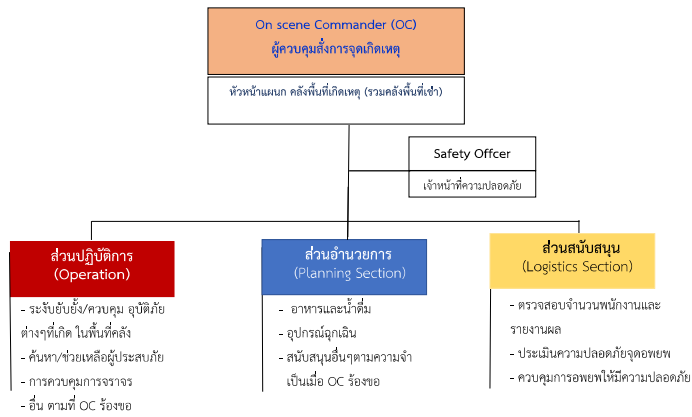 On scene Commander (OC)
ผู้ควบคุมสั่งการจุดเกิดเหตุ
หัวหน้าแผนก คลังพื้นที่เกิดเหตุ (รวมคลังพื้นที่เช่า)
Safety Offcer
เจ้าหน้าที่ความปลอดภัย
ส่วนปฏิบัติการ
(Operation)
- ระงับยับยั้ง/ควบคุม อุบัติภัย
ต่างๆที่เกิด ในพื้นที่คลัง
- ค้นหา/ช่วยเหลือผู้ประสบภัย
- การควบคุมการจราจร
- อื่น ตามที่ OC ร้องขอ
ส่วนอำนวยการ
(Planning Section)
- อาหารและน้ำดื่ม
- อุปกรณ์ฉุกเฉิน
- สนับสนุนอื่นๆตามความจำ
เป็นเมื่อ OC ร้องขอ
ส่วนสนับสนุน
(Logistics Section)
- ตรวจสอบจำนวนพนักงานและ
รายงานผล
- ประเมินความปลอดภัยจุดอพยพ
- ควบคุมการอพยพให้มีความปลอดภัย